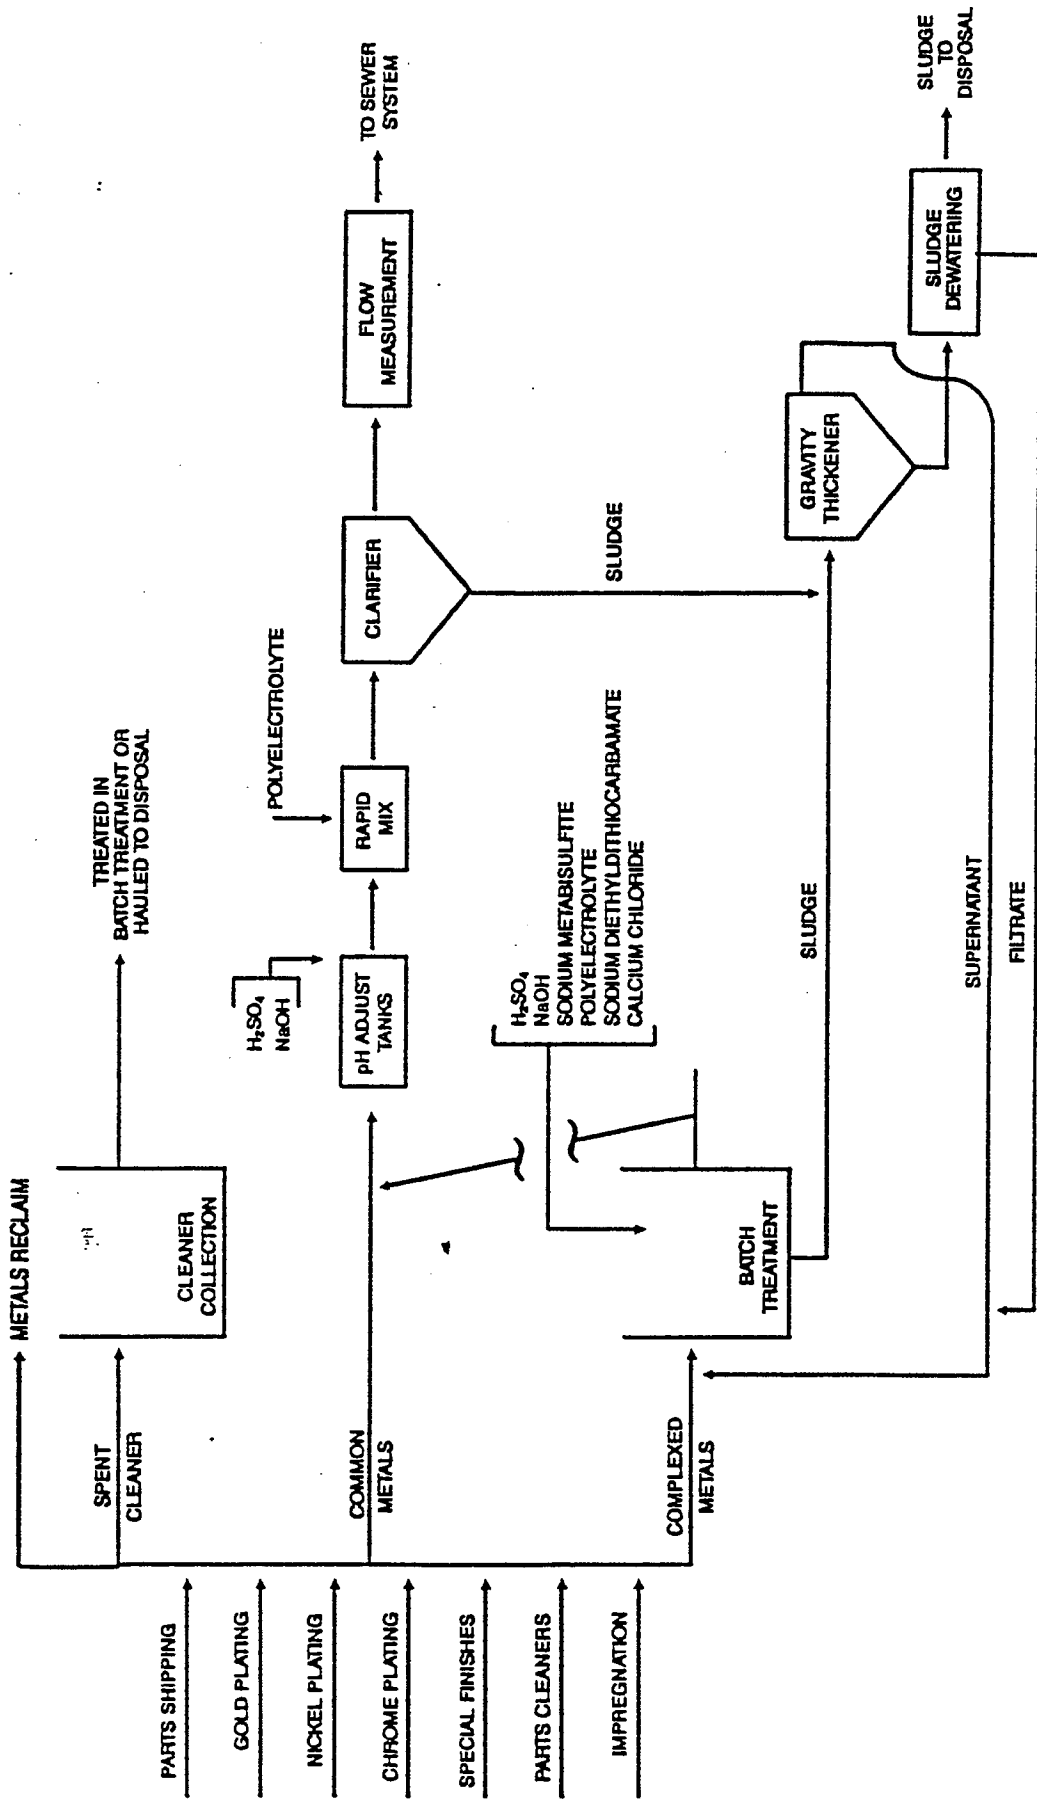 METALS RECLAIM
SPENT
CLEANER
CLEANER
COLLECTION
TREATED IN
BATCH TREATMENT OR
HAULED TO DISPOSAL
PARTS SHIPPING
GOLD PLATING
NICKEL PLATING
CHROME PLATING
SPECIAL FINISHES
PARTS CLEANERS
IMPREGNATION
COMMON
METALS
H₂SO₄
NaOH
pH ADJUST
TANKS
POLYELECTROLYTE
RAPID
MIX
CLARIFIER
FLOW
MEASUREMENT
TO SEWER
SYSTEM
COMPLEXED
METALS
BATCH
TREATMENT
H₂SO₄
NaOH
SODIUM METABISULFITE
POLYELECTROLYTE
SODIUM DIETHYLDITHIOCARBAMATE
CALCIUM CHLORIDE
SLUDGE
SLUDGE
GRAVITY
THICKENER
SLUDGE
DEWATERING
SLUDGE
TO
DISPOSAL
SUPERNATANT
FILTRATE